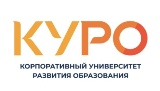 КУРО
КОРПОРАТИВНЫЙ УНИВЕРСИТЕТ
РАЗВИТИЯ ОБРАЗОВАНИЯ